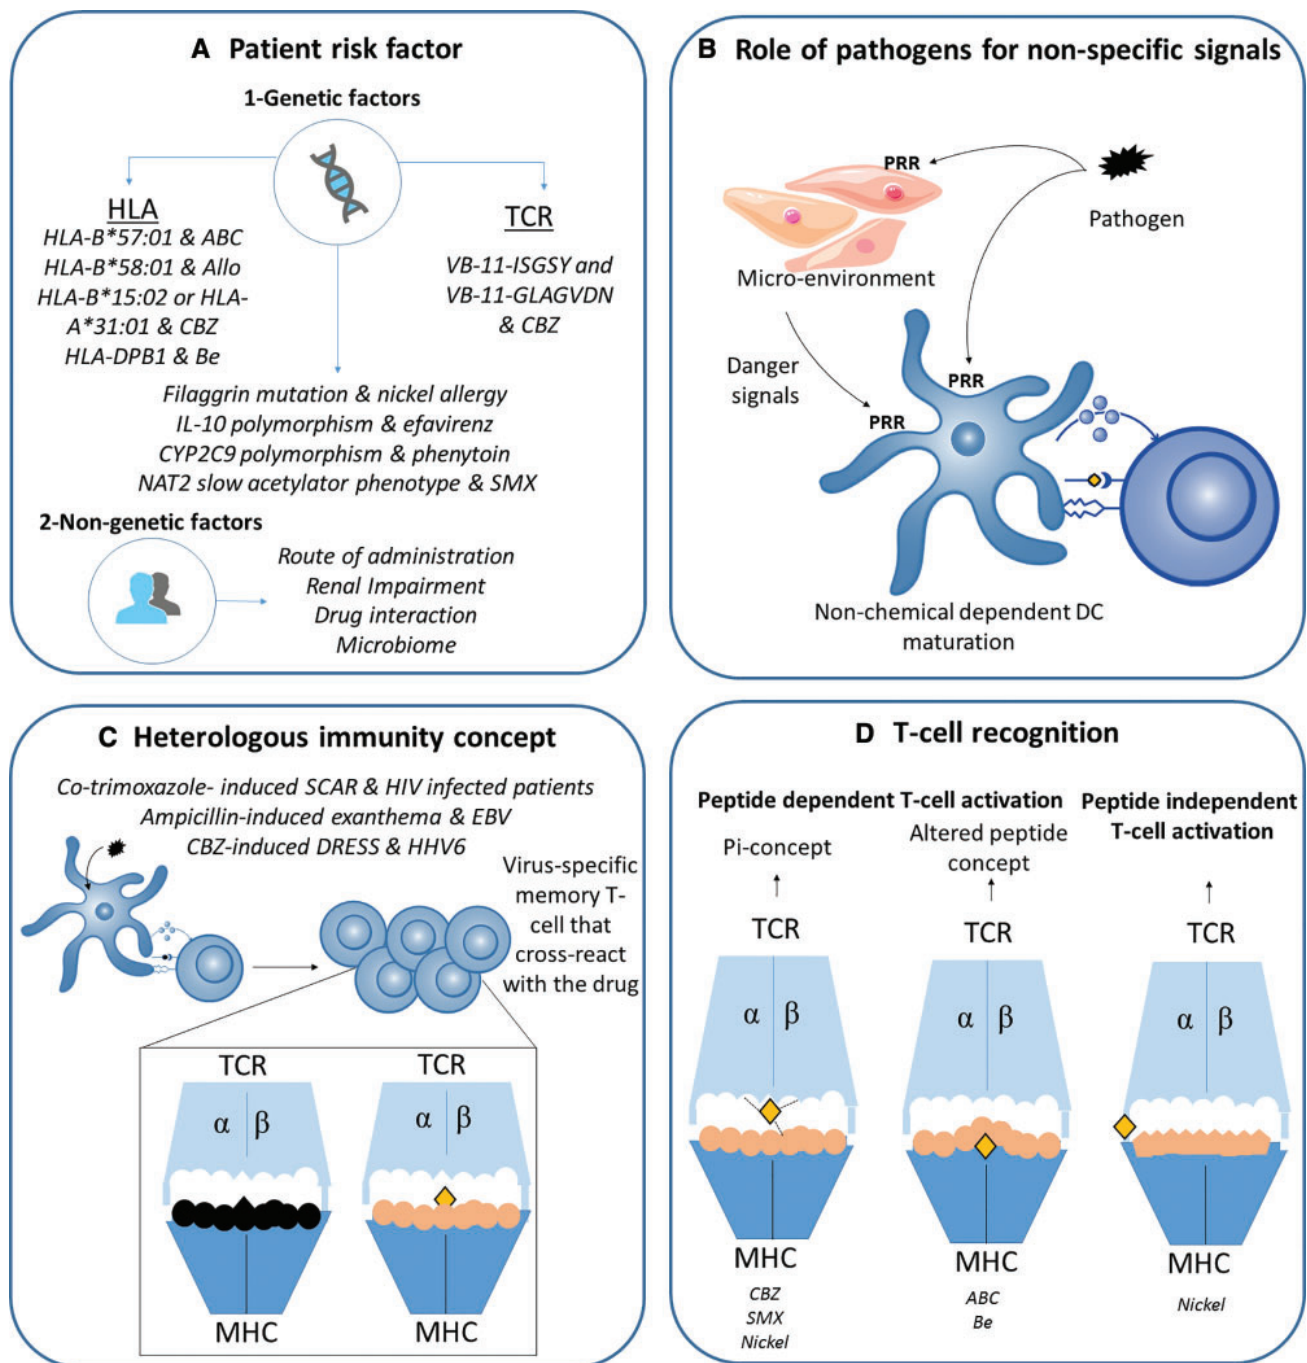 A Patient risk factor
1-Genetic factors
HLA
HLA-B*57:01 & ABC
HLA-B*58:01 & Allo
HLA-B*15:02 or HLA-
A*31:01 & CBZ
HLA-DPB1 & Be
TCR
VB-11-ISGSY and
VB-11-GLAGVDN
& CBZ
Filaggrin mutation & nickel allergy
IL-10 polymorphism & efavirenz
CYP2C9 polymorphism & phenytoin
NAT2 slow acetylator phenotype & SMX
2-Non-genetic factors
Route of administration
Renal Impairment
Drug interaction
Microbiome
B Role of pathogens for non-specific signals
PRR
Pathogen
Micro-environment
Danger
signals
PRR
PRR
Non-chemical dependent DC
maturation
C Heterologous immunity concept
Co-trimoxazole- induced SCAR & HIV infected patients
Ampicillin-induced exanthema & EBV
CBZ-induced DRESS & HHV6
Virus-specific
memory T-
cell that
cross-react
with the drug
TCR
α β
MHC
TCR
α β
MHC
D T-cell recognition
Peptide dependent T-cell activation
Pi-concept
TCR
α β
MHC
CBZ
SMX
Nickel
Altered peptide
concept
TCR
α β
MHC
ABC
Be
Peptide independent
T-cell activation
TCR
α β
MHC
Nickel